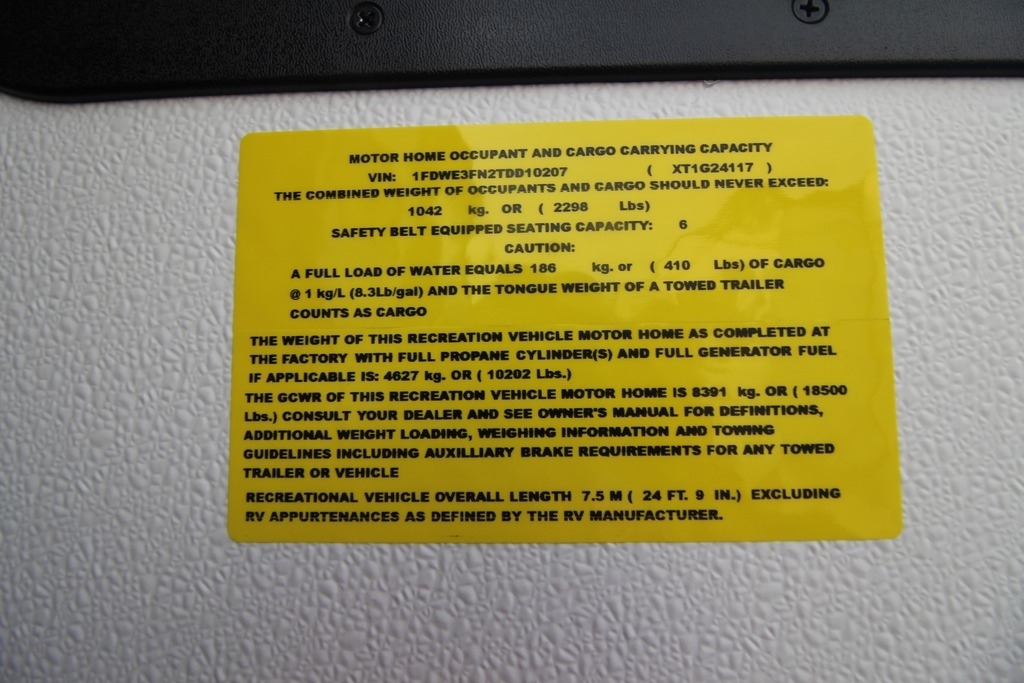 MOTOR HOME OCCUPANT AND CARGO CARRYING CAPACITY
VIN: 1FDWE3FN2TDD10207 ( XT1G24117 )
THE COMBINED WEIGHT OF OCCUPANTS AND CARGO SHOULD NEVER EXCEED:
1042 kg. OR ( 2298 Lbs)
SAFETY BELT EQUIPPED SEATING CAPACITY: 6
CAUTION:
A FULL LOAD OF WATER EQUALS 186 kg. or ( 410 Lbs) OF CARGO
@ 1 kg/L (8.3Lb/gal) AND THE TONGUE WEIGHT OF A TOWED TRAILER
COUNTS AS CARGO
THE WEIGHT OF THIS RECREATION VEHICLE MOTOR HOME AS COMPLETED AT
THE FACTORY WITH FULL PROPANE CYLINDER(S) AND FULL GENERATOR FUEL
IF APPLICABLE IS: 4627 kg. OR ( 10202 Lbs.)
THE GCWR OF THIS RECREATION VEHICLE MOTOR HOME IS 8391 kg. OR ( 18500
Lbs.) CONSULT YOUR DEALER AND SEE OWNER'S MANUAL FOR DEFINITIONS,
ADDITIONAL WEIGHT LOADING, WEIGHING INFORMATION AND TOWING
GUIDELINES INCLUDING AUXILLIARY BRAKE REQUIREMENTS FOR ANY TOWED
TRAILER OR VEHICLE
RECREATIONAL VEHICLE OVERALL LENGTH 7.5 M ( 24 FT. 9 IN.) EXCLUDING
RV APPURTENANCES AS DEFINED BY THE RV MANUFACTURER.